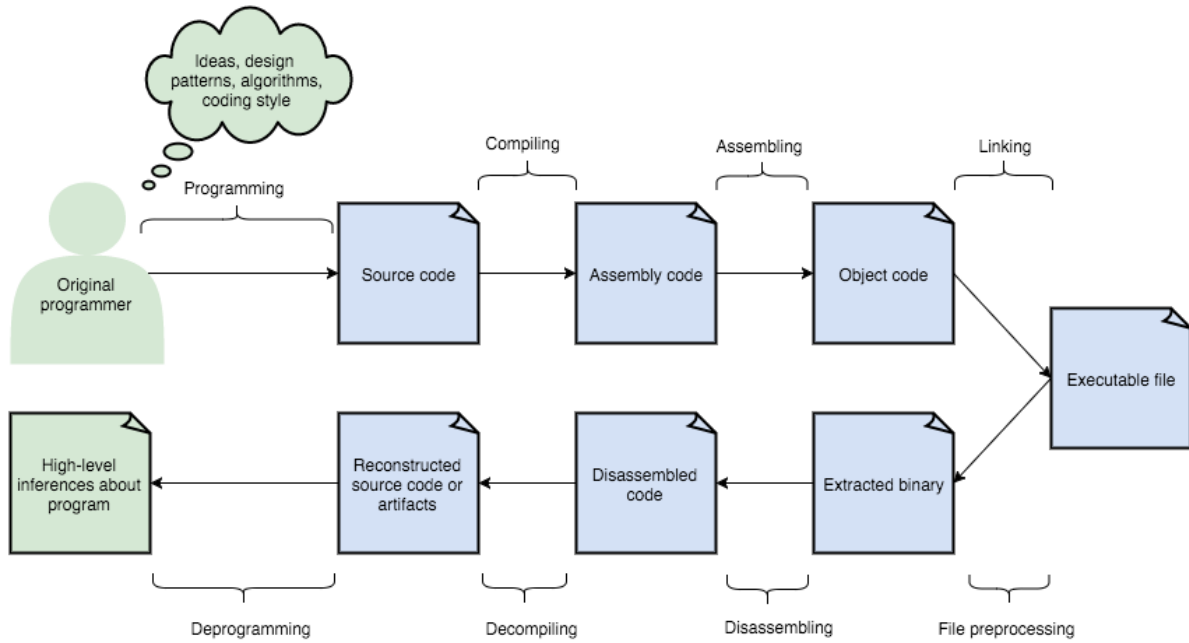 Ideas, design
patterns, algorithms,
coding style
Compiling
Assembling
Linking
Programming
Original
programmer
Source code
Assembly code
Object code
Executable file
High-level
inferences about
program
Reconstructed
source code or
artifacts
Disassembled
code
Extracted binary
Deprogramming
Decompiling
Disassembling
File preprocessing